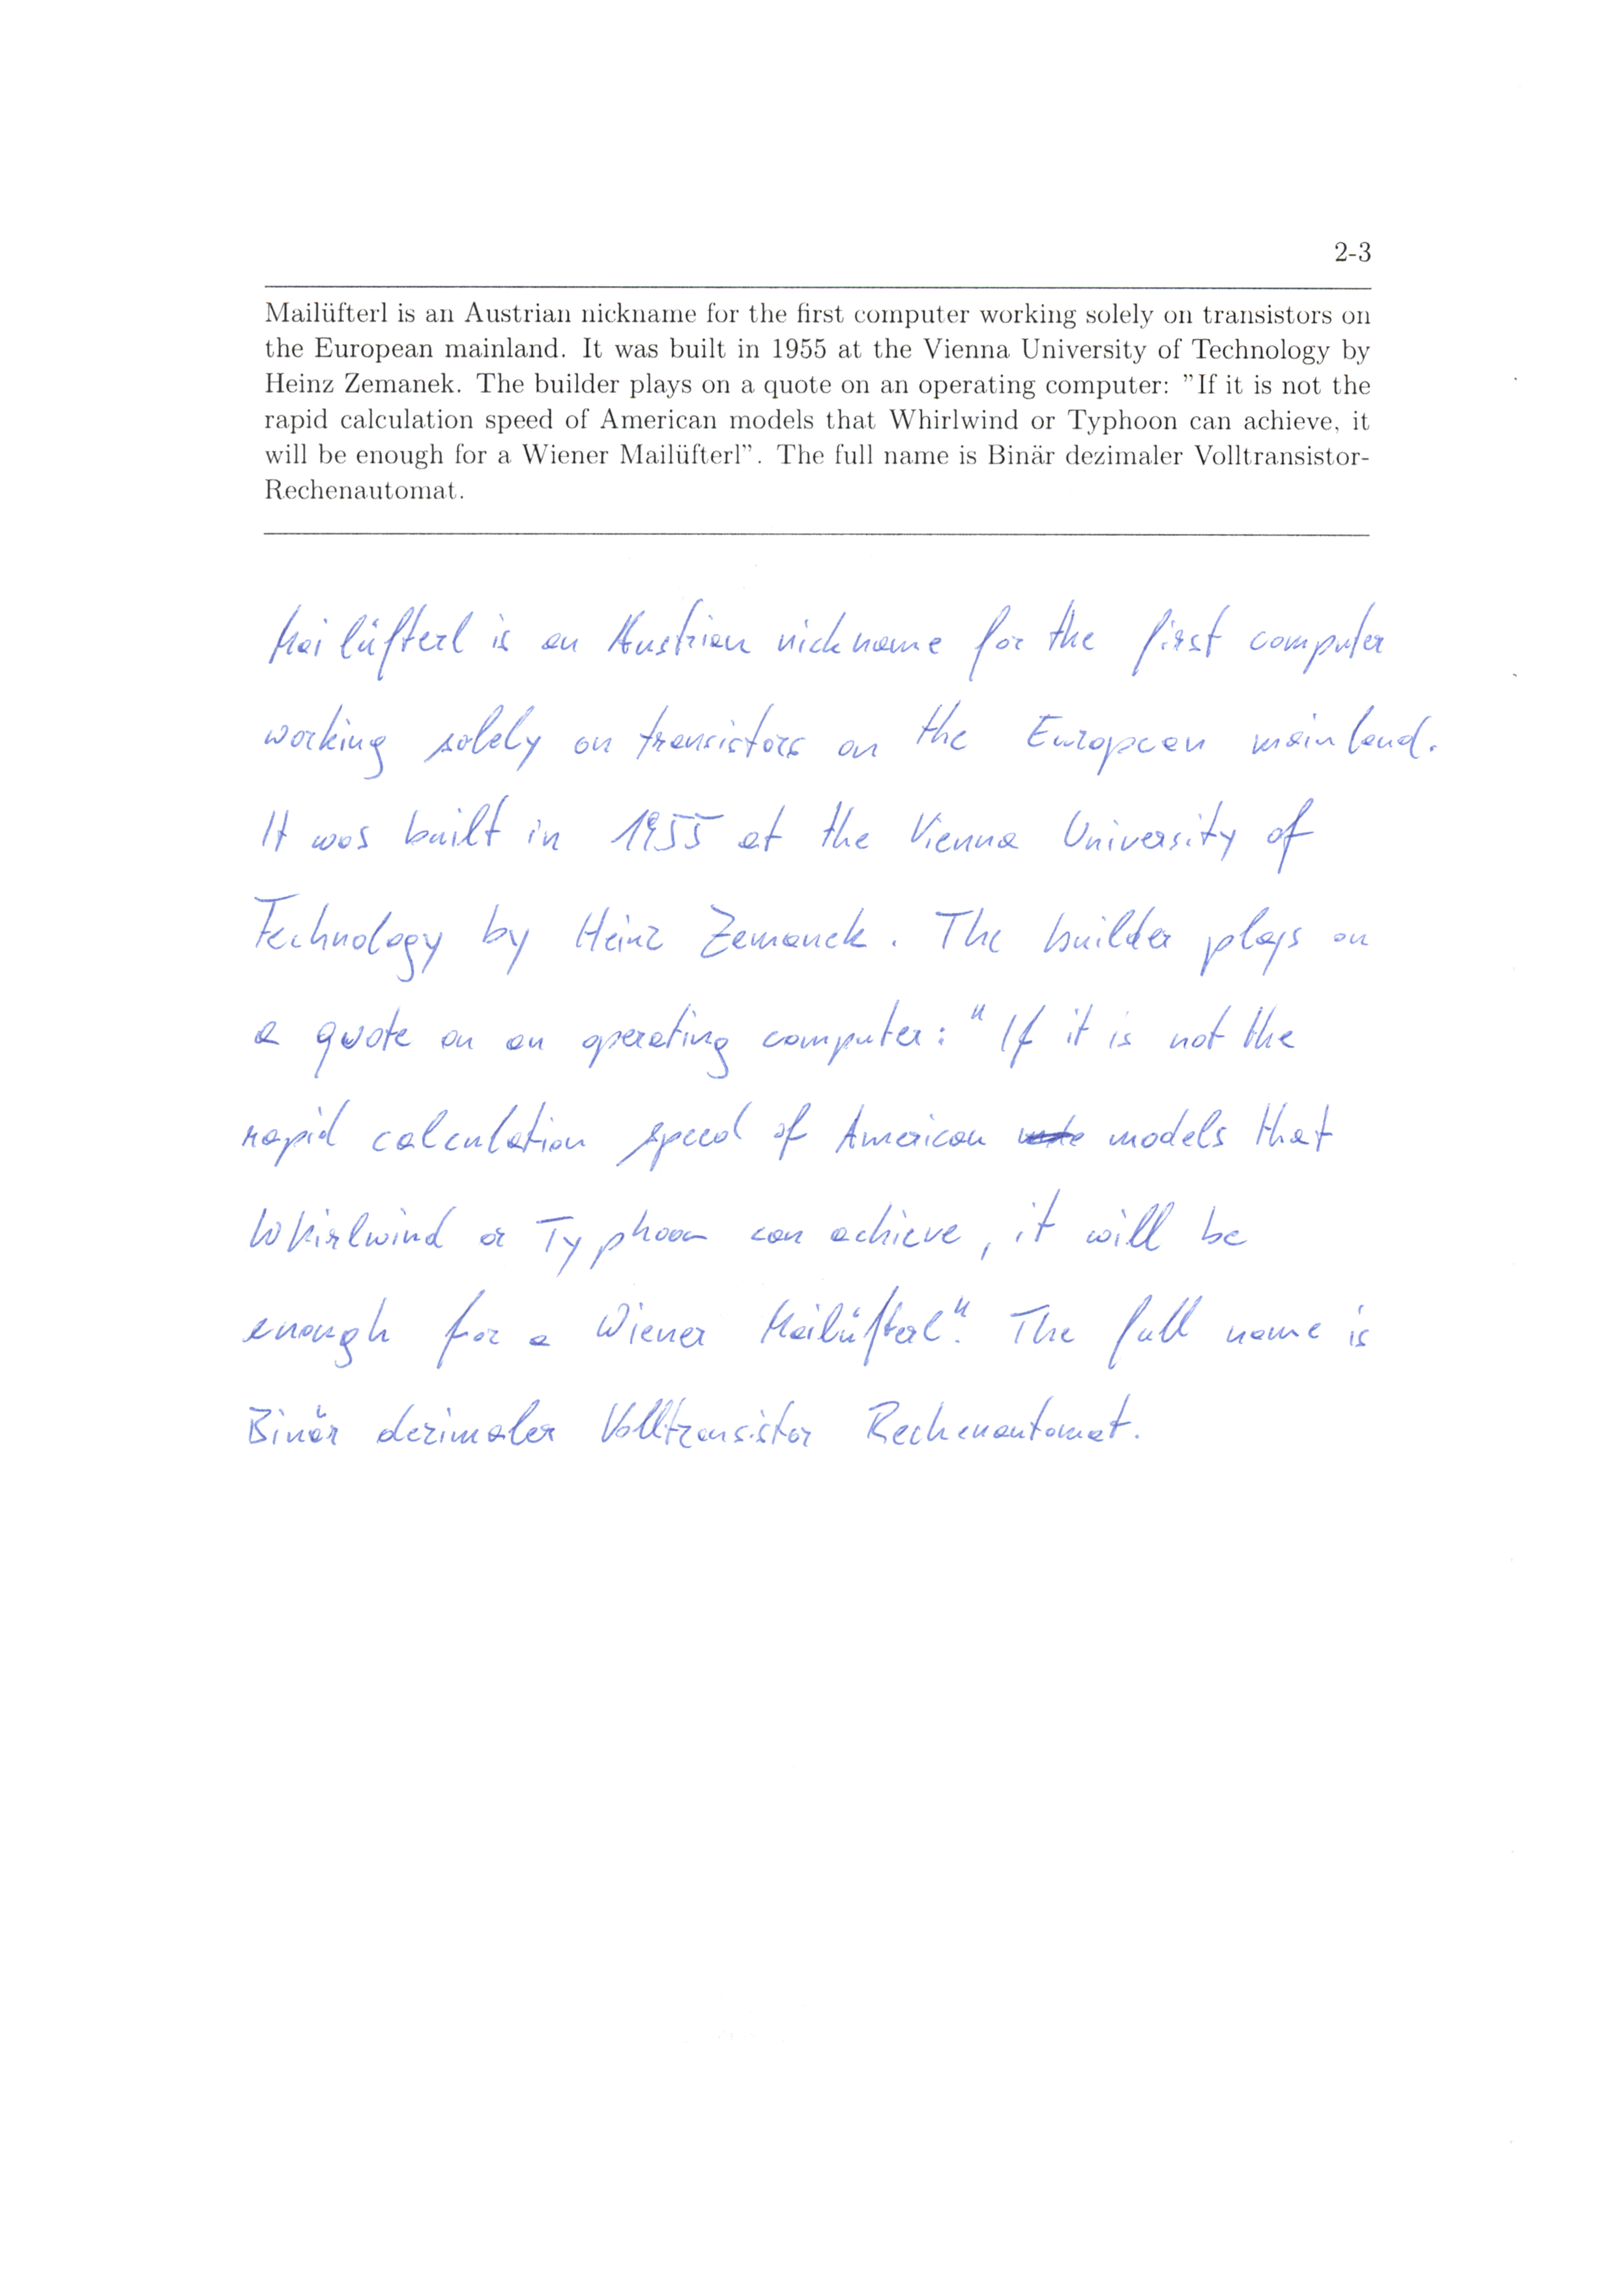 2-3
Mailüfterl is an Austrian nickname for the first computer working solely on transistors on
the European mainland. It was built in 1955 at the Vienna University of Technology by
Heinz Zemanek. The builder plays on a quote on an operating computer: "If it is not the
rapid calculation speed of American models that Whirlwind or Typhoon can achieve, it
will be enough for a Wiener Mailüfterl". The full name is Binär dezimaler Volltransistor-
Rechenautomat.
Mailüfterl is an Austrian nickname for the first computer
working solely on transistors on the European mainland.
It was built in 1955 at the Vienna University of
Technology by Heinz Zemanek. The builder plays on
a quote on an operating computer: "If it is not the
rapid calculation speed of American models that
Whirlwind or Typhoon can achieve, it will be
enough for a Wiener Mailüfterl". The full name is
Binär dezimaler Volltransistor Rechenautomat.